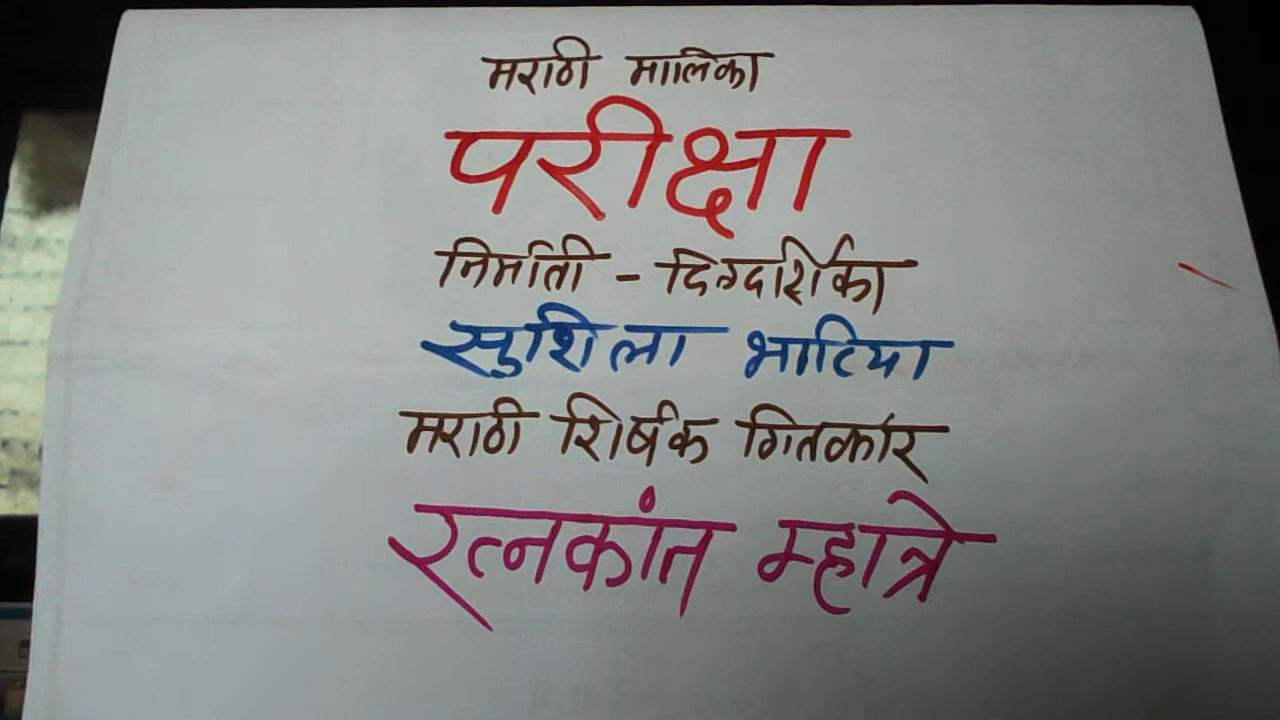 मराठी मालिका
परीक्षा
निर्माती - दिग्दर्शिका
सुशिला भाटिया
मराठी शिर्षक गितकार
रत्नकांत म्हात्रे